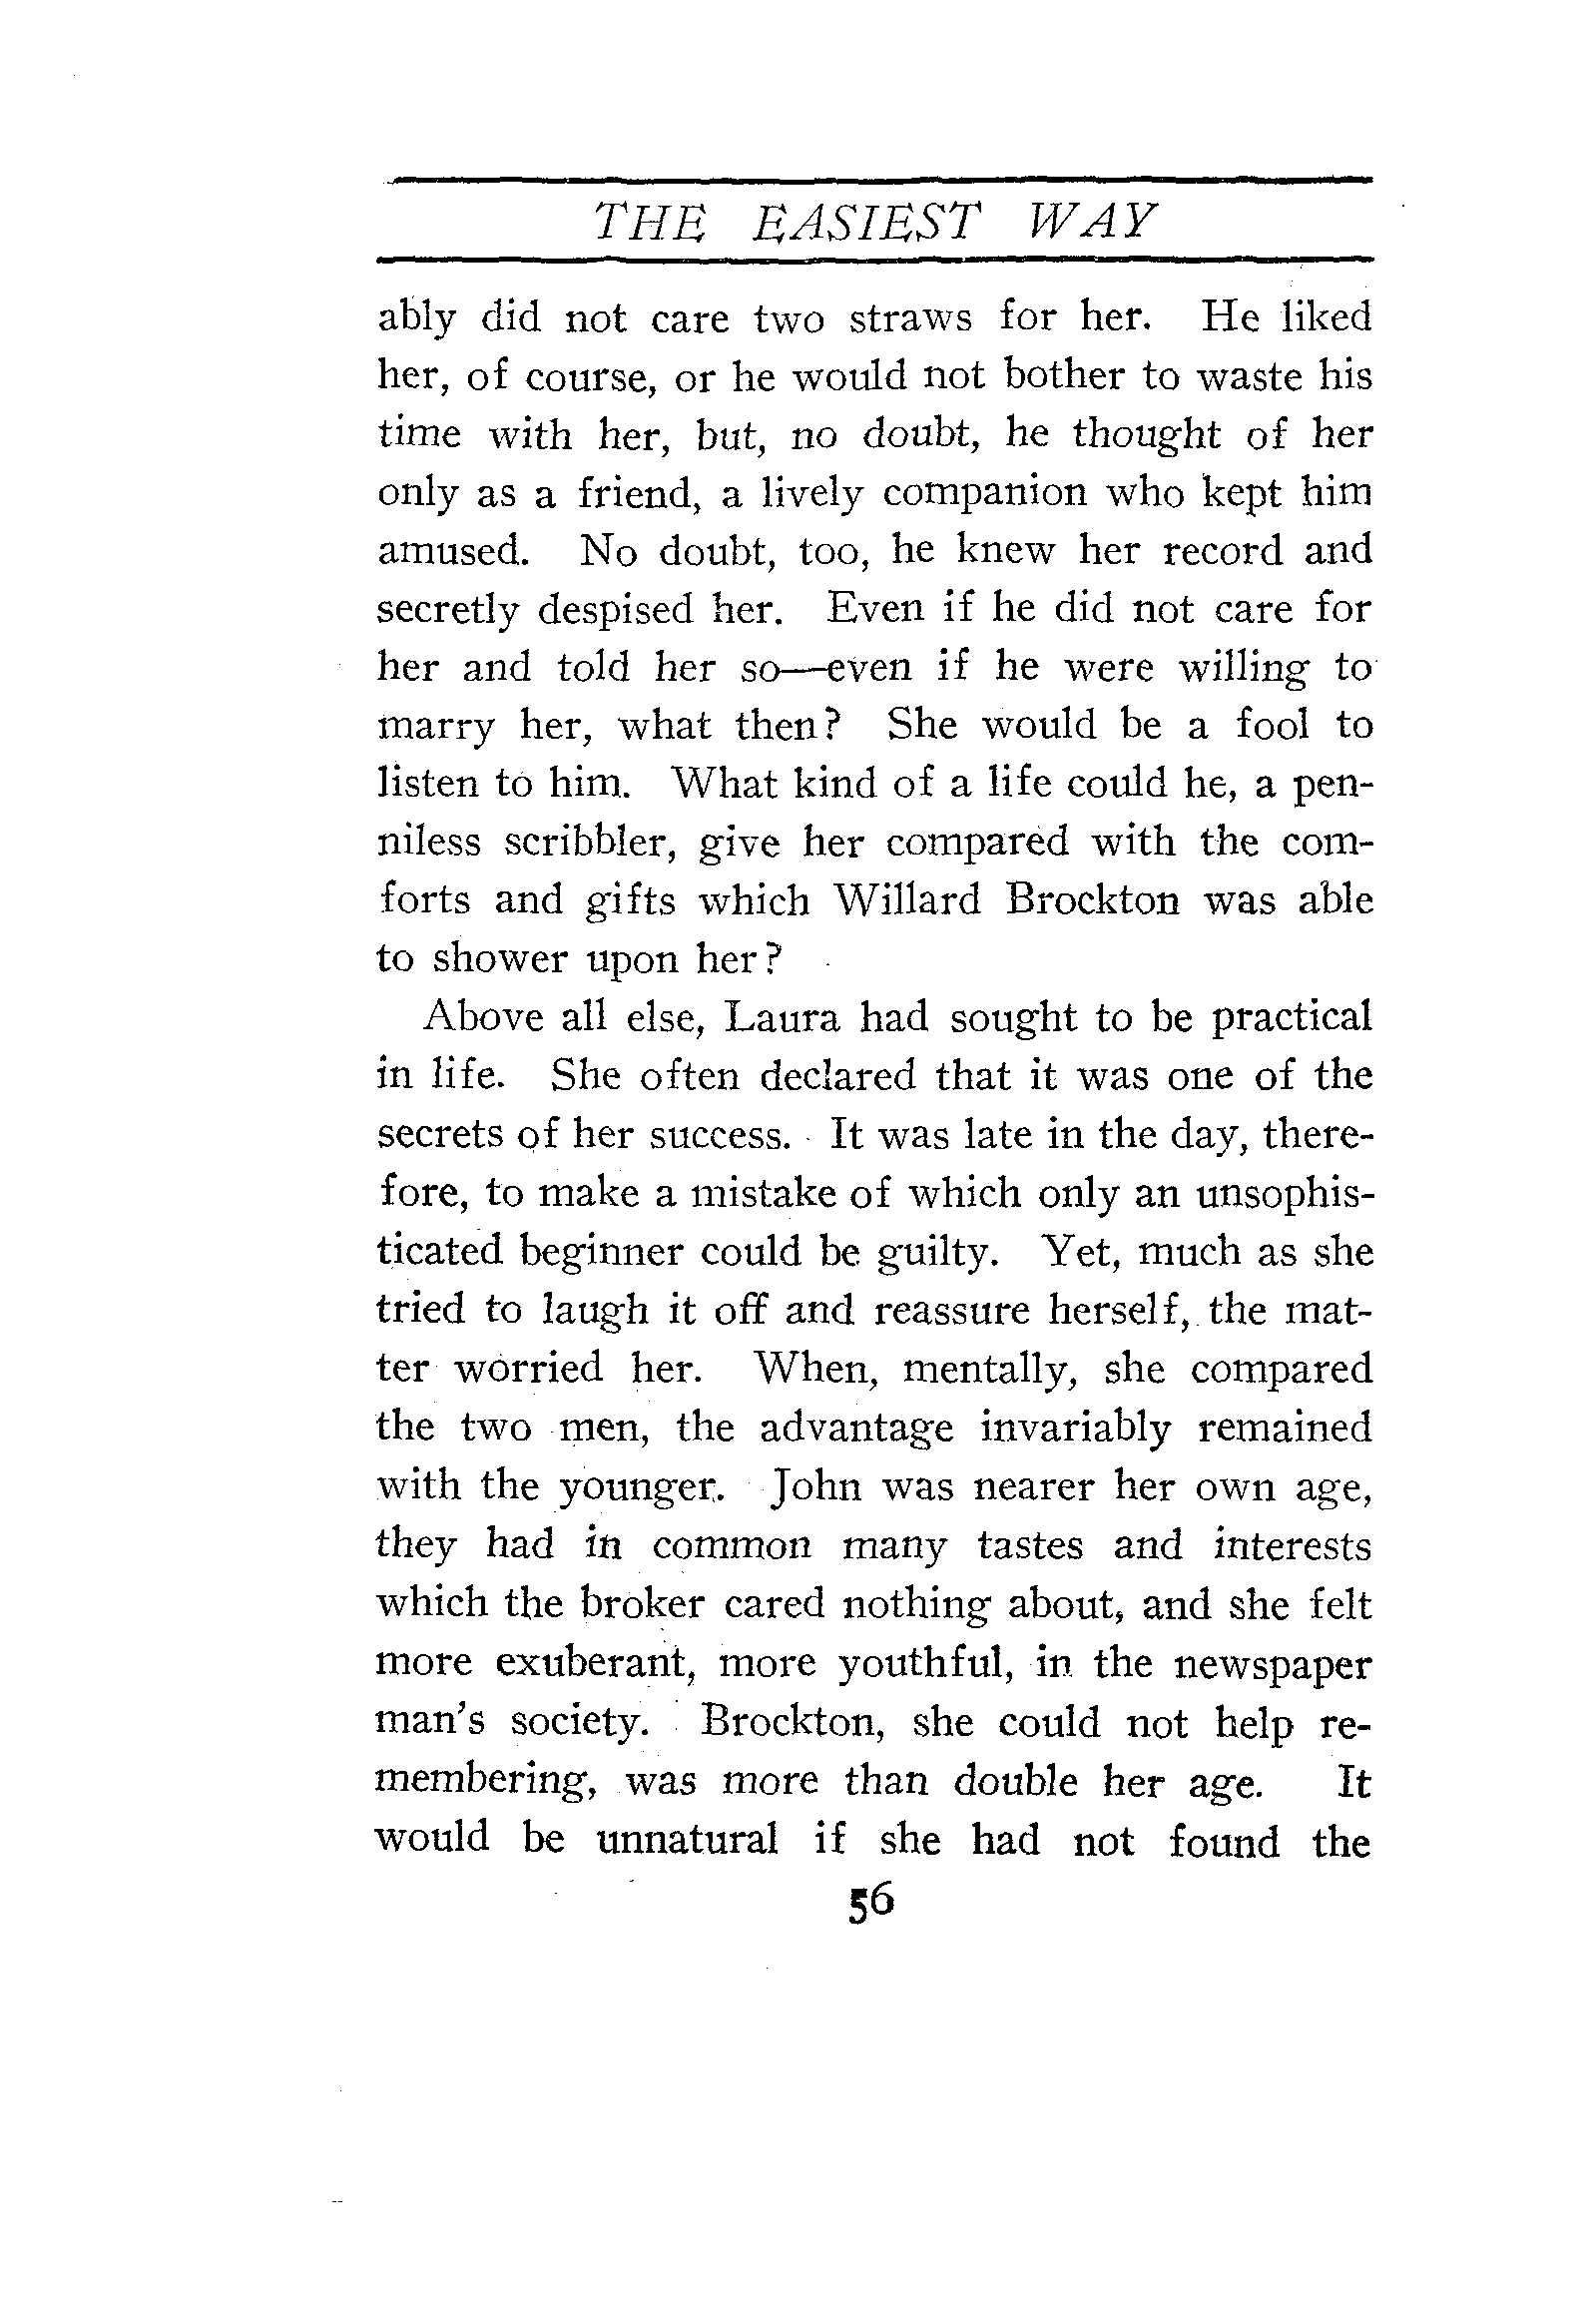 THE EASIEST WAY
ably did not care two straws for her. He liked
her, of course, or he would not bother to waste his
time with her, but, no doubt, he thought of her
only as a friend, a lively companion who kept him
amused. No doubt, too, he knew her record and
secretly despised her. Even if he did not care for
her and told her so—even if he were willing to
marry her, what then? She would be a fool to
listen to him. What kind of a life could he, a pen-
niless scribbler, give her compared with the com-
forts and gifts which Willard Brockton was able
to shower upon her?
Above all else, Laura had sought to be practical
in life. She often declared that it was one of the
secrets of her success. It was late in the day, there-
fore, to make a mistake of which only an unsophis-
ticated beginner could be guilty. Yet, much as she
tried to laugh it off and reassure herself, the mat-
ter worried her. When, mentally, she compared
the two men, the advantage invariably remained
with the younger. John was nearer her own age,
they had in common many tastes and interests
which the broker cared nothing about, and she felt
more exuberant, more youthful, in the newspaper
man's society. Brockton, she could not help re-
membering, was more than double her age. It
would be unnatural if she had not found the
56